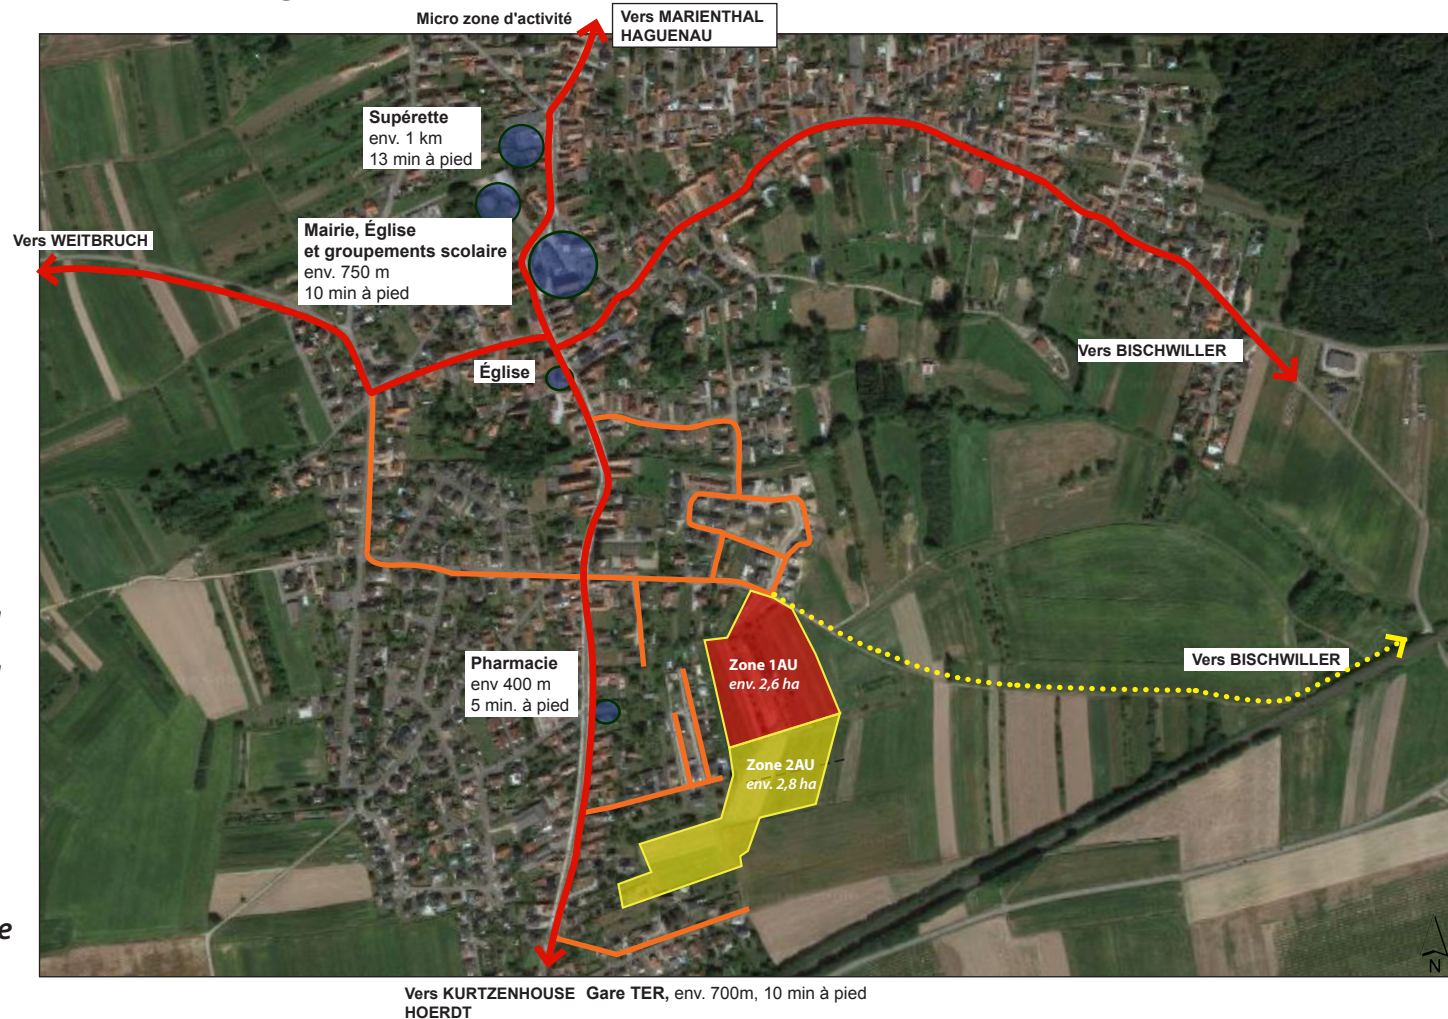 Micro zone d'activité
Vers MARIENTHAL
HAGUENAU
Supérette
env. 1 km
13 min à pied
Mairie, Église
et groupements scolaire
env. 750 m
10 min à pied
Vers WEITBRUCH
Église
Vers BISCHWILLER
Vers BISCHWILLER
Pharmacie
env 400 m
5 min. à pied
Zone 1AU
env. 2,6 ha
Zone 2AU
env. 2,8 ha
e
N
Vers KURTZENHOUSE Gare TER, env. 700m, 10 min à pied
HOERDT